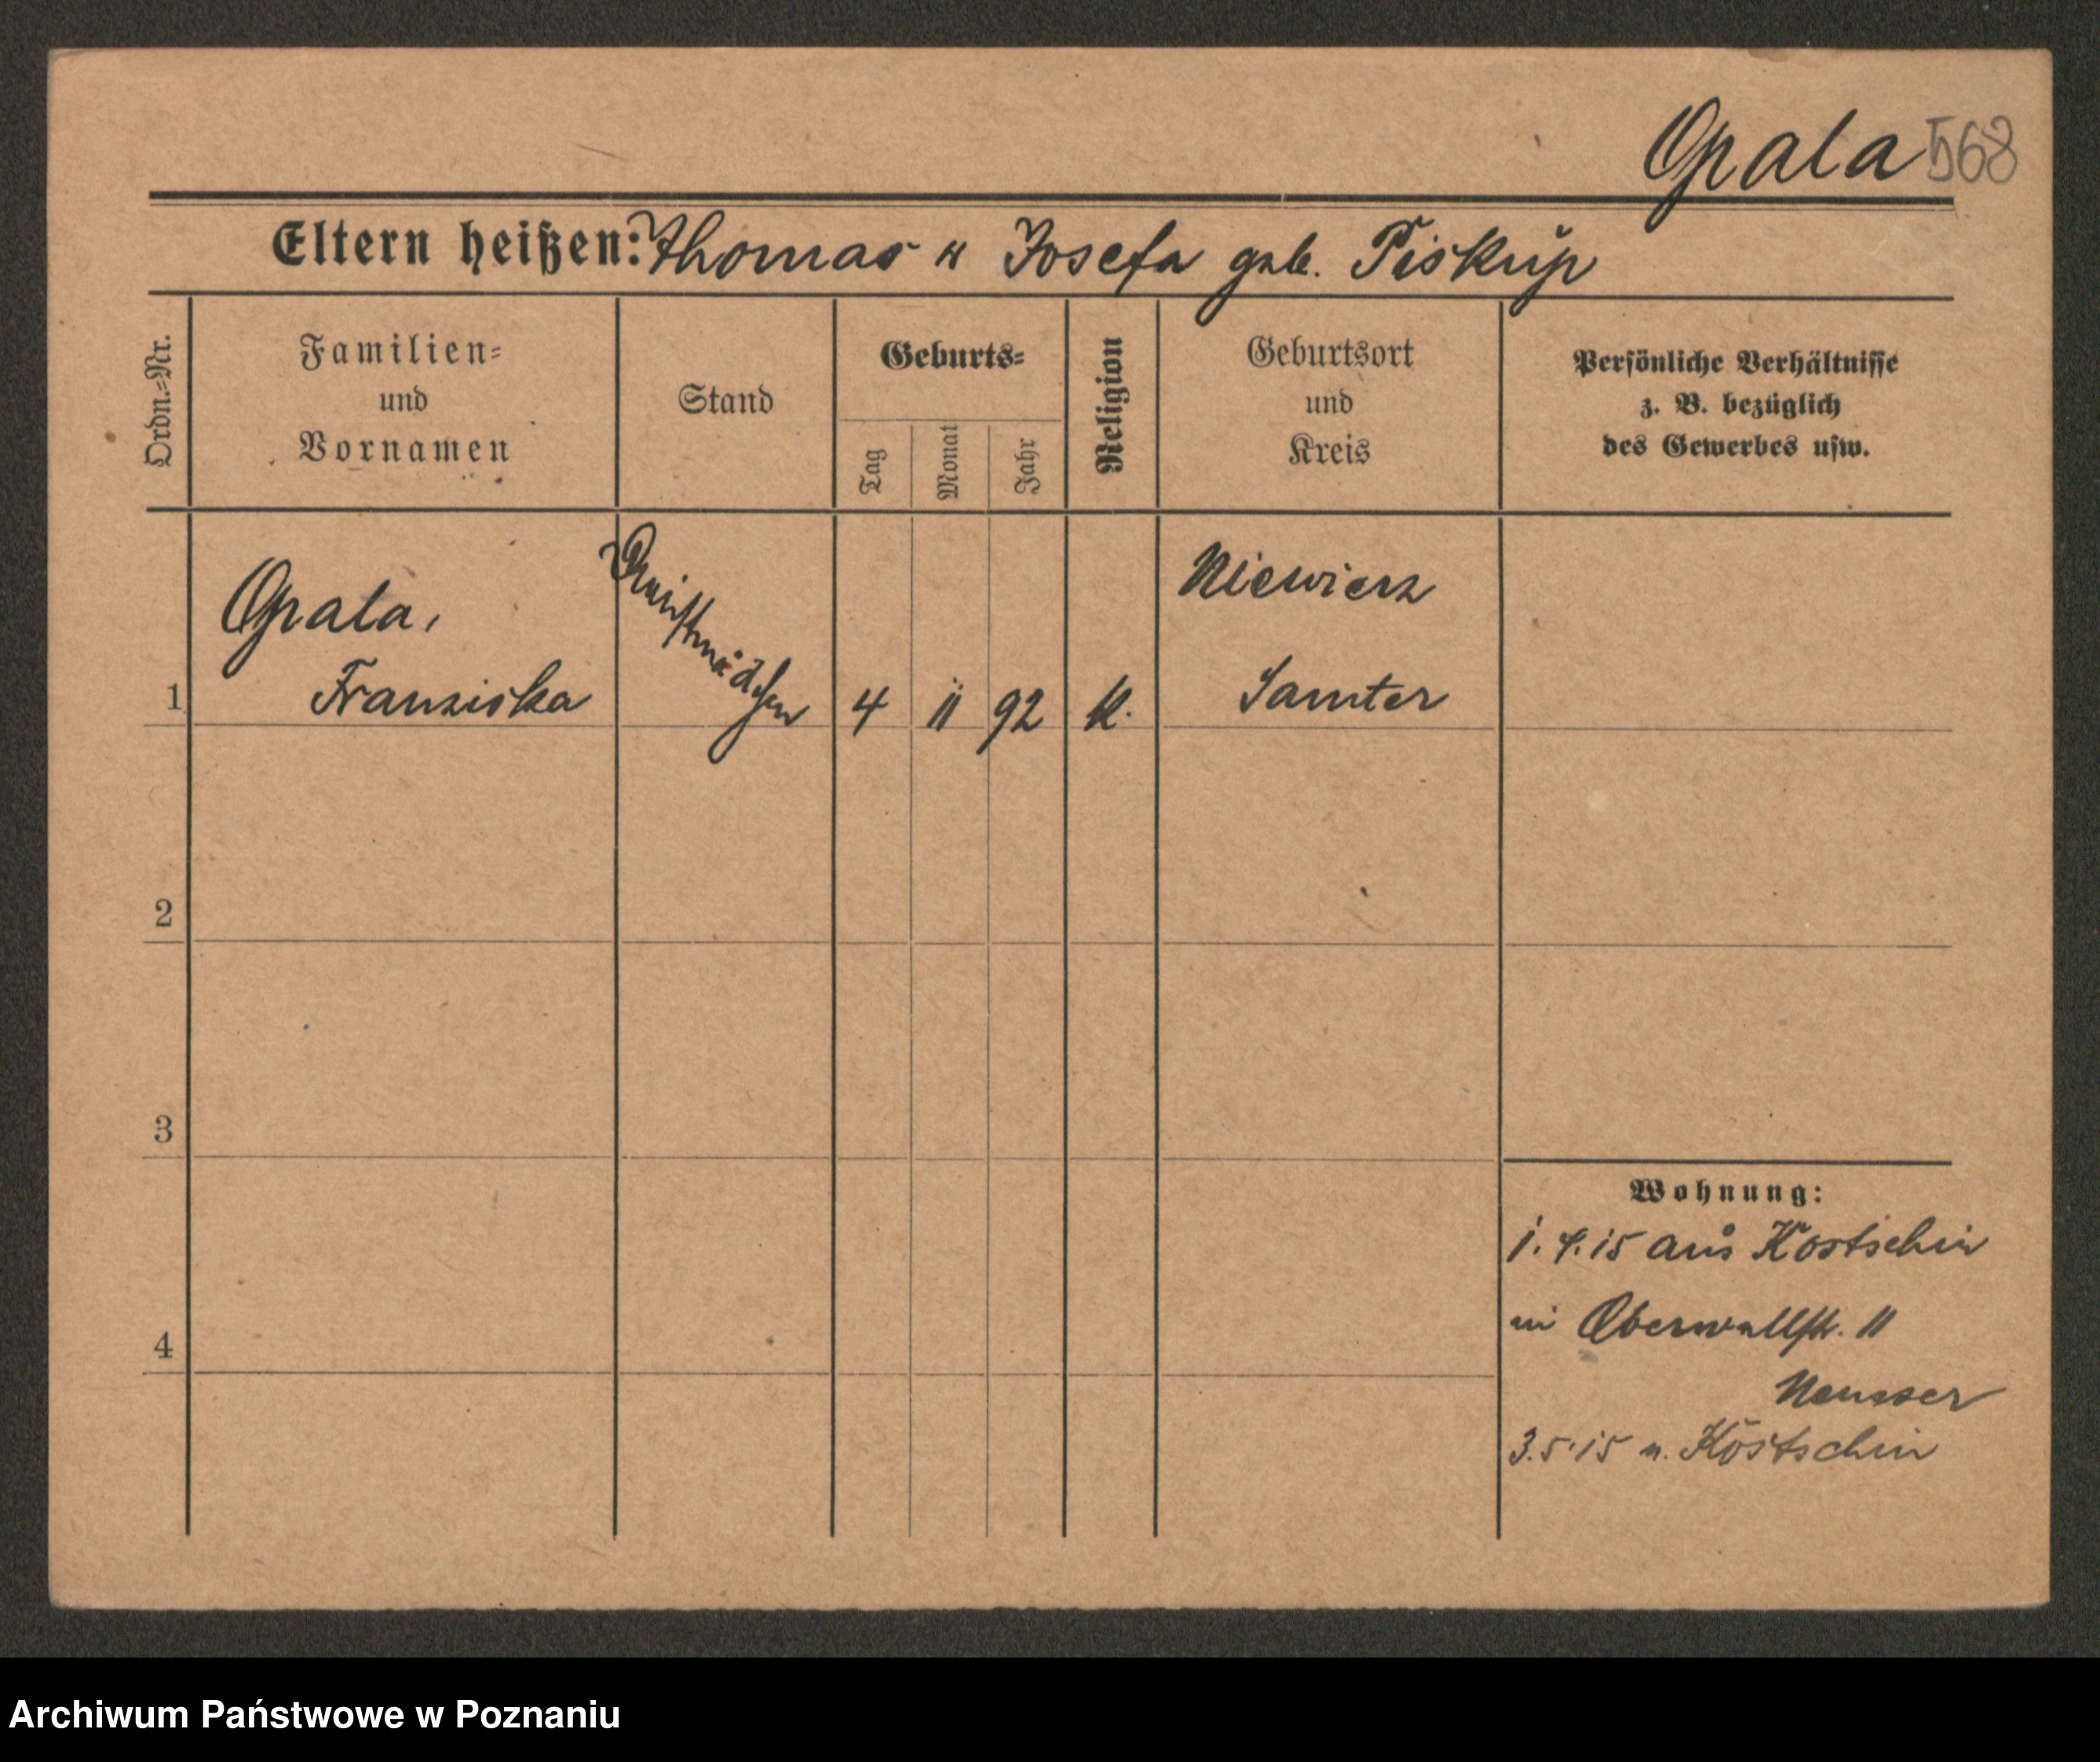 Opala 568
Eltern heißen: Thomas u Josefa geb. Piskup
Ordn.=Nr.
Familien=
und
Vornamen
Stand
Geburts=
Tag
Monat
Jahr
Religion
Geburtsort
und
Kreis
Persönliche Verhältnisse
z. B. bezüglich
des Gewerbes usw.
1
Opala,
Franziska
Dienstmädchen
4 11 92 k.
Niewierz
Samter
2
3
4
Wohnung:
1. 4. 15 aus Kostschin
Oberwallstr. 11
Neusser
3. 5. 15 n. Kostschin
Archiwum Państwowe w Poznaniu